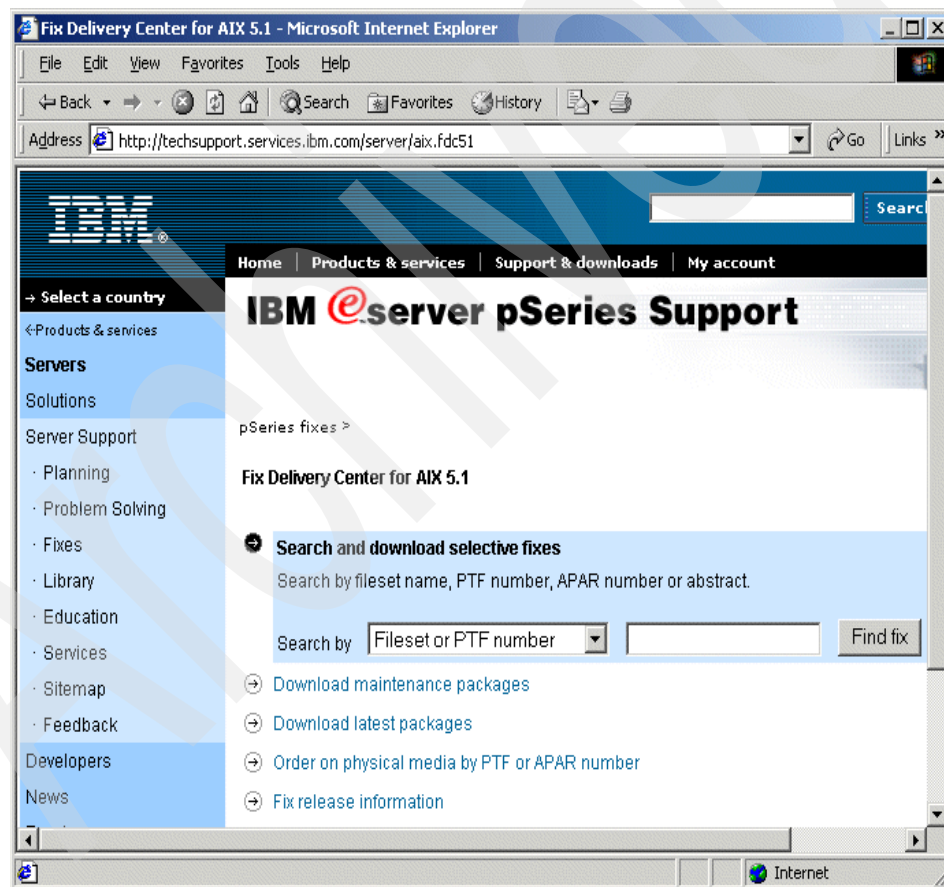 Fix Delivery Center for AIX 5.1 - Microsoft Internet Explorer
File Edit View Favorites Tools Help
Back Search Favorites History
Address http://techsupport.services.ibm.com/server/aix.fdc51 Go Links »
IBM® Search
Home | Products & services | Support & downloads | My account
→ Select a country
IBM eserver pSeries Support
Products & services
Servers
Solutions
pSeries fixes >
Server Support
Fix Delivery Center for AIX 5.1
· Planning
· Problem Solving
· Fixes
Search and download selective fixes
· Library
Search by fileset name, PTF number, APAR number or abstract.
· Education
Search by Fileset or PTF number Find fix
· Services
· Sitemap
Download maintenance packages
· Feedback
Download latest packages
Developers
Order on physical media by PTF or APAR number
News
Fix release information
Internet